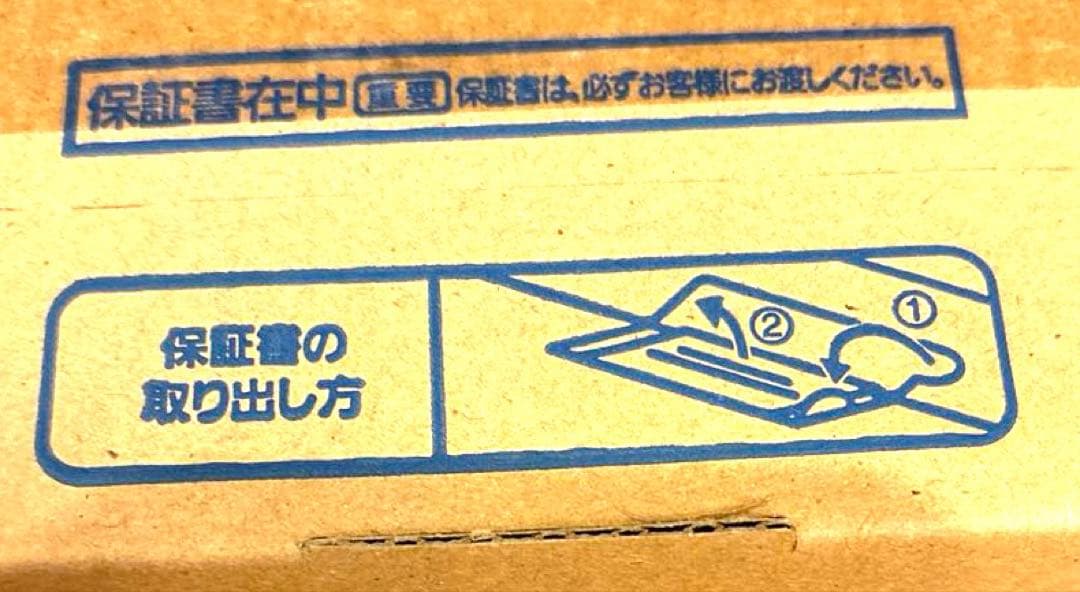 保証書在中 重要 保証書は、必ずお客様にお渡しください。
保証書の
取り出し方
②
①